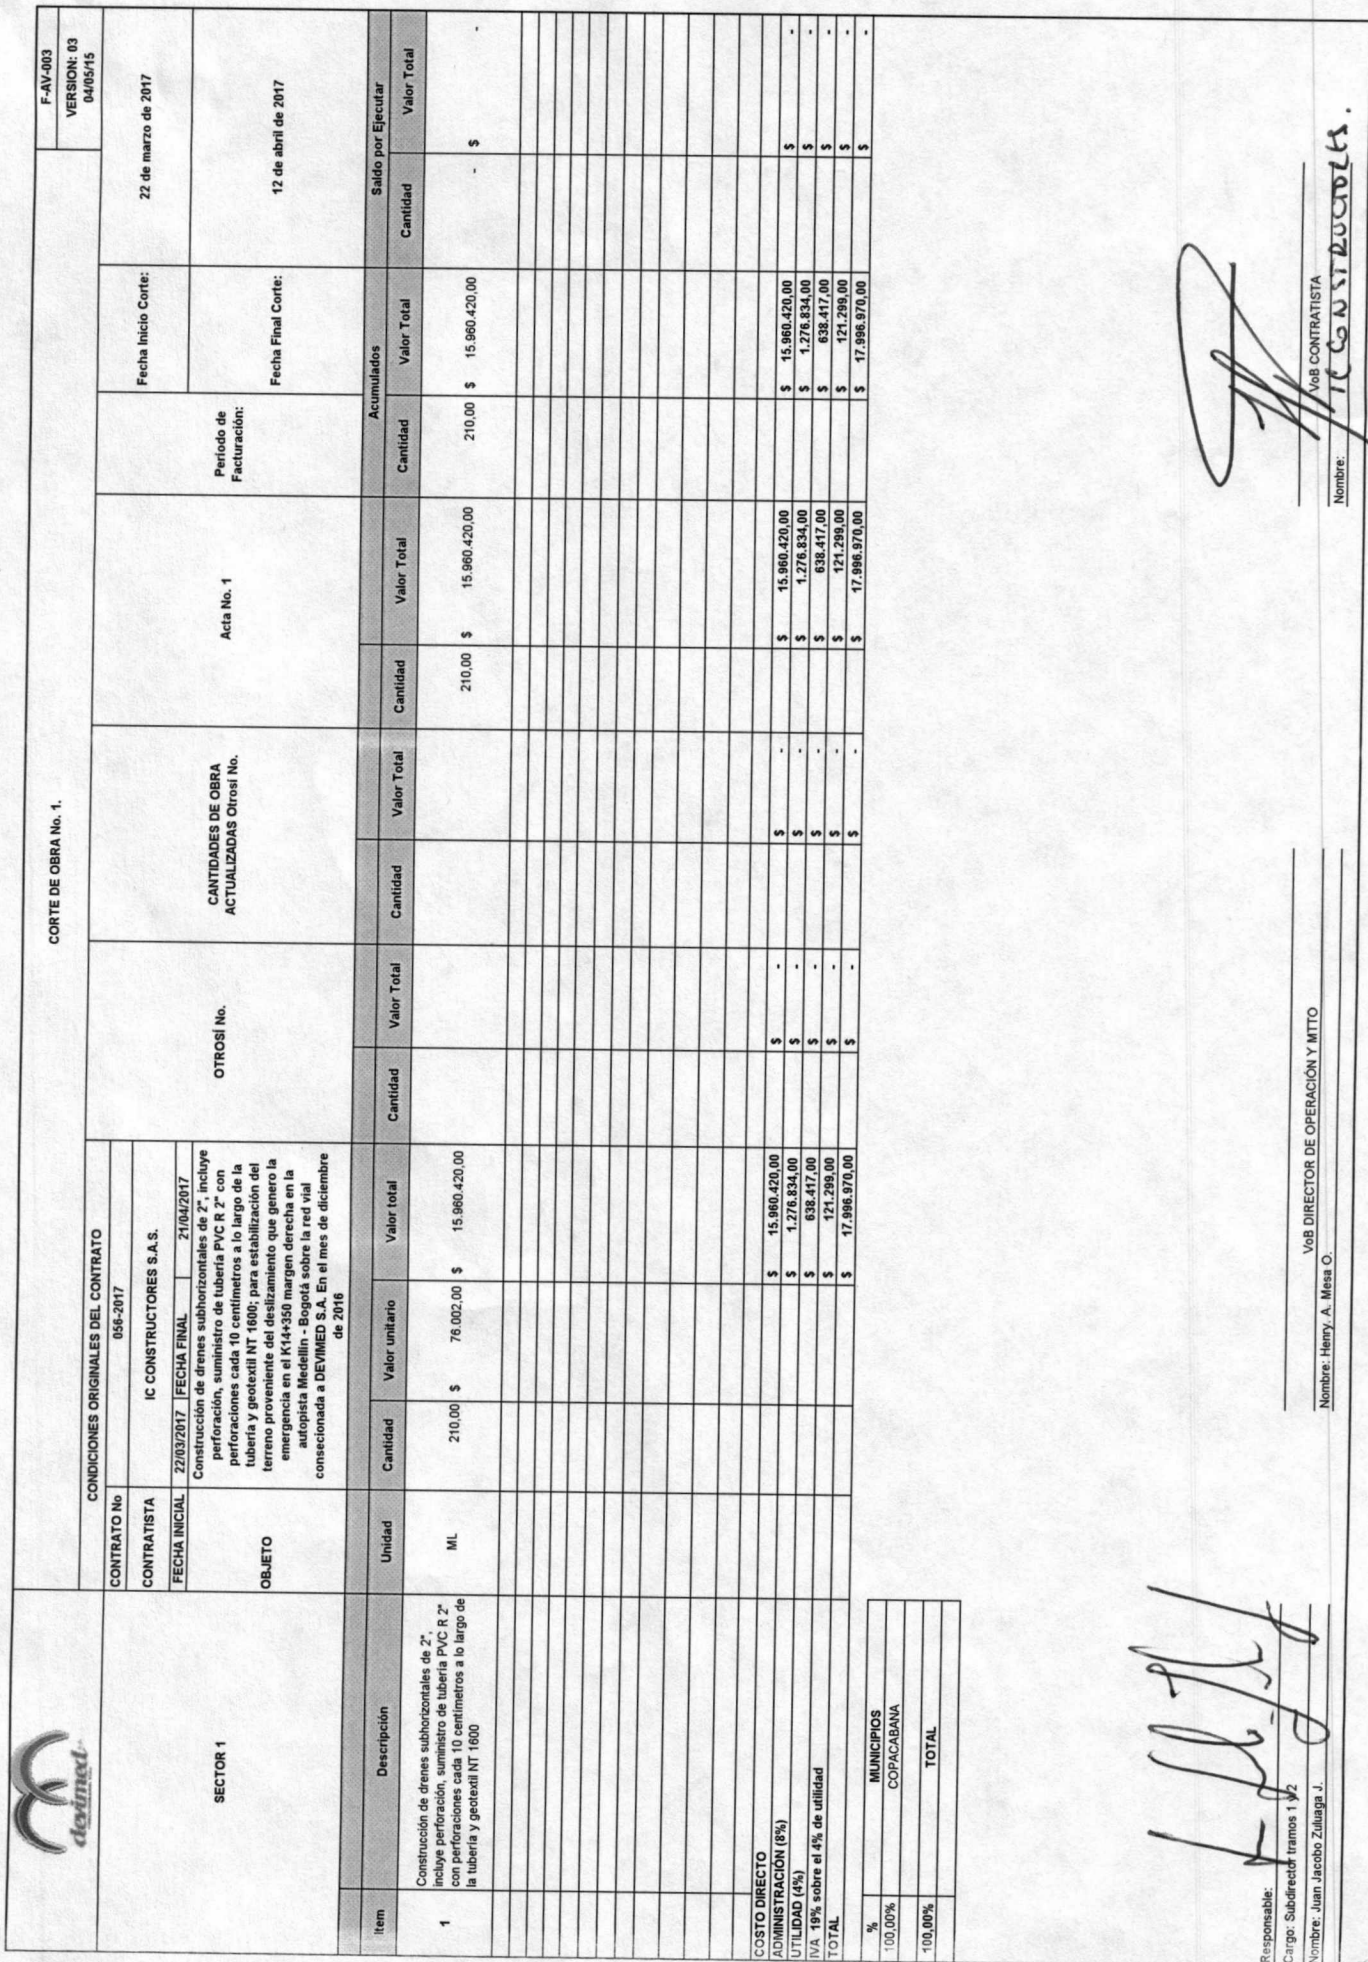 devimed
CORTE DE OBRA No. 1.
F-AV-003
VERSION: 03
04/05/15
SECTOR 1
CONDICIONES ORIGINALES DEL CONTRATO
CONTRATO No 056-2017
CONTRATISTA IC CONSTRUCTORES S.A.S.
FECHA INICIAL 22/03/2017 FECHA FINAL 21/04/2017
OBJETO
Construcción de drenes subhorizontales de 2", incluye
perforación, suministro de tubería PVC R 2" con
perforaciones cada 10 centímetros a lo largo de la
tubería y geotextil NT 1600; para estabilización del
terreno proveniente del deslizamiento que genero la
emergencia en el K14+350 margen derecha en la
autopista Medellín - Bogotá sobre la red vial
consecionada a DEVIMED S.A. En el mes de diciembre
de 2016
OTROSÍ No.
CANTIDADES DE OBRA
ACTUALIZADAS Otrosí No.
Acta No. 1
Periodo de
Facturación:
Fecha Inicio Corte: 22 de marzo de 2017
Fecha Final Corte: 12 de abril de 2017
Acumulados Saldo por Ejecutar
Item Descripción Unidad Cantidad Valor unitario Valor total Cantidad Valor Total Cantidad Valor Total Cantidad Valor Total Cantidad Valor Total Cantidad Valor Total
1
Construcción de drenes subhorizontales de 2",
incluye perforación, suministro de tubería PVC R 2"
con perforaciones cada 10 centímetros a lo largo de
la tubería y geotextil NT 1600
ML 210,00 $ 76.002,00 $ 15.960.420,00 210,00 $ 15.960.420,00 210,00 $ 15.960.420,00 - $ -
COSTO DIRECTO $ 15.960.420,00 $ - $ - $ 15.960.420,00 $ 15.960.420,00 $ -
ADMINISTRACIÓN (8%) $ 1.276.834,00 $ - $ - $ 1.276.834,00 $ 1.276.834,00 $ -
UTILIDAD (4%) $ 638.417,00 $ - $ - $ 638.417,00 $ 638.417,00 $ -
IVA 19% sobre el 4% de utilidad $ 121.299,00 $ - $ - $ 121.299,00 $ 121.299,00 $ -
TOTAL $ 17.996.970,00 $ - $ - $ 17.996.970,00 $ 17.996.970,00 $ -
% MUNICIPIOS
100,00% COPACABANA
100,00% TOTAL
Responsable:
Cargo: Subdirector tramos 1 y 2
Nombre: Juan Jacobo Zuluaga J.
VoB DIRECTOR DE OPERACIÓN Y MTTO
Nombre: Henry. A. Mesa O.
VoB CONTRATISTA
Nombre: IC CONSTRUCTORES.